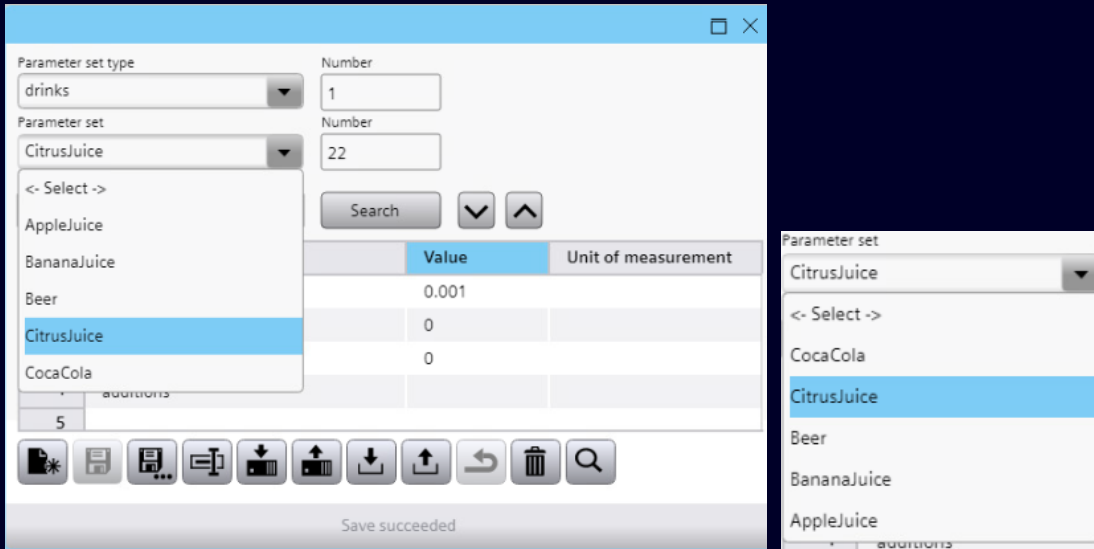 Parameter set type
Number
drinks
1
Parameter set
Number
CitrusJuice
22
<- Select ->
AppleJuice
BananaJuice
Beer
CitrusJuice
CocaCola
Search
Value
Unit of measurement
0.001
0
0
additions
5
Save succeeded
Parameter set
CitrusJuice
<- Select ->
CocaCola
CitrusJuice
Beer
BananaJuice
AppleJuice
additions